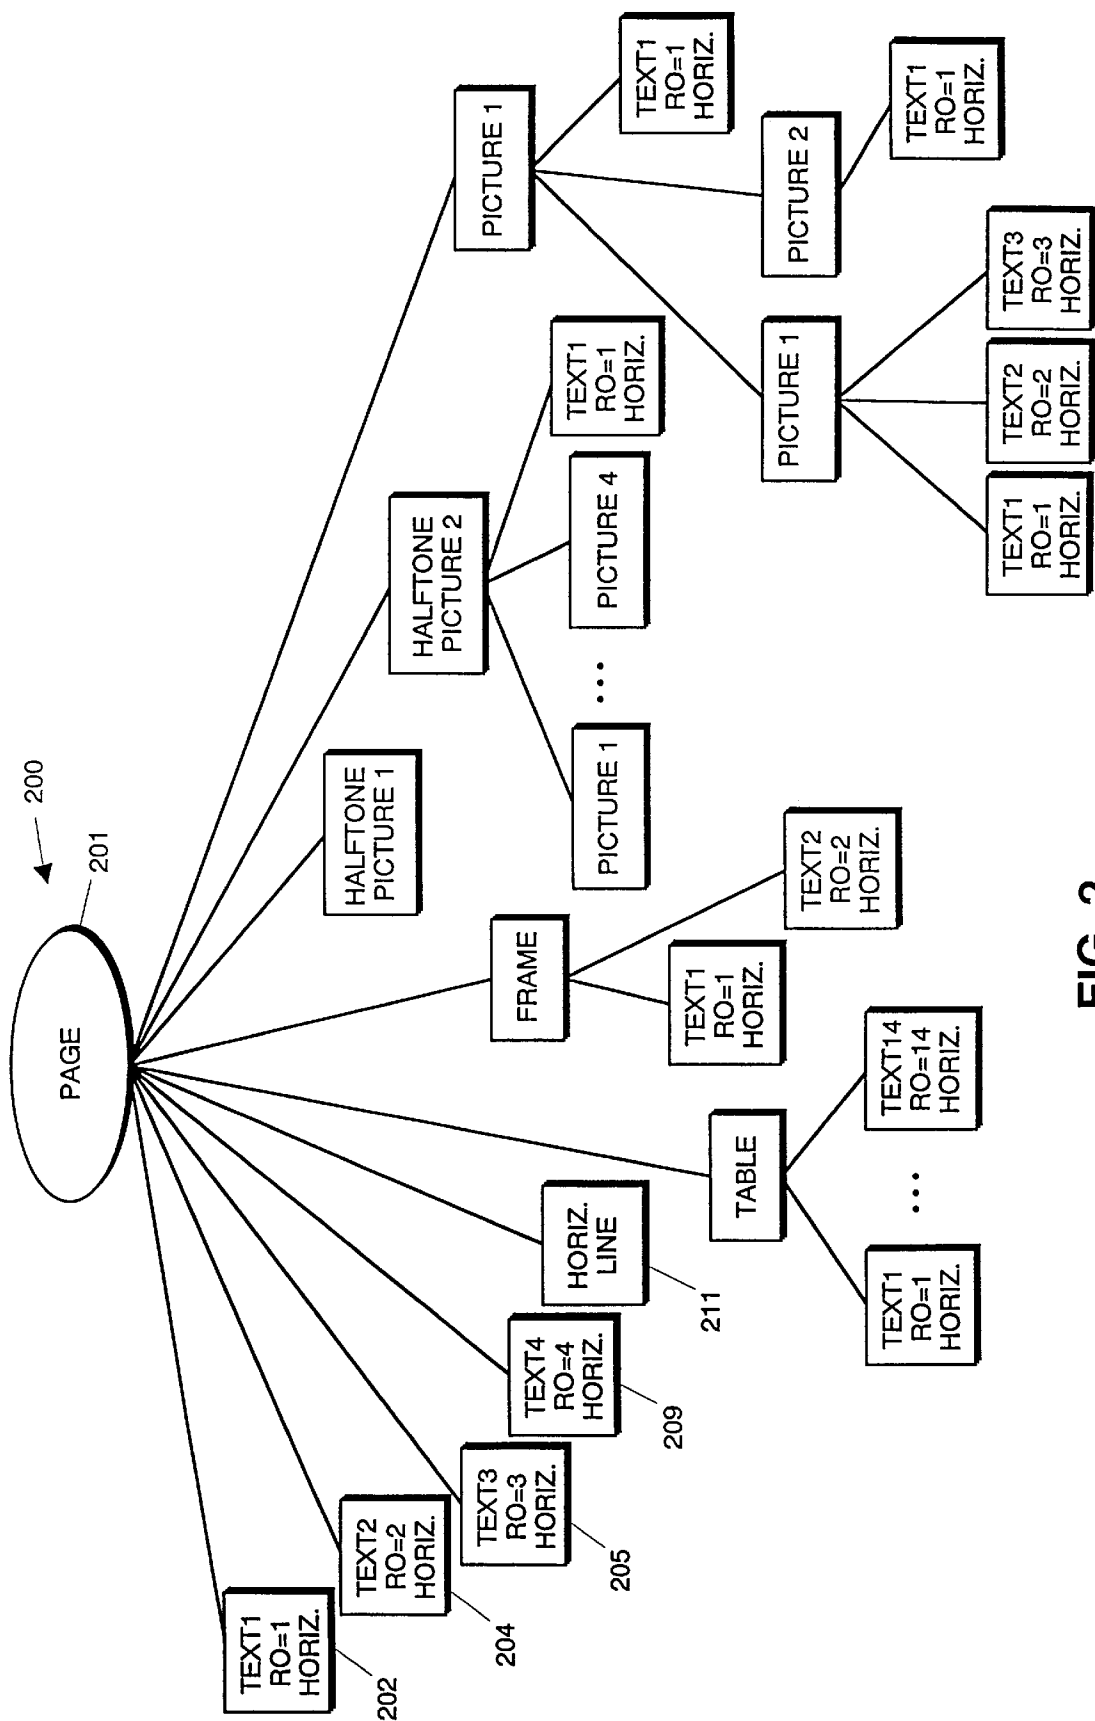 200
201
PAGE
TEXT1
RO=1
HORIZ.
202
TEXT2
RO=2
HORIZ.
204
TEXT3
RO=3
HORIZ.
205
TEXT4
RO=4
HORIZ.
209
HORIZ.
LINE
211
TABLE
TEXT1
RO=1
HORIZ.
...
TEXT14
RO=14
HORIZ.
FRAME
TEXT1
RO=1
HORIZ.
TEXT2
RO=2
HORIZ.
HALFTONE
PICTURE 1
HALFTONE
PICTURE 2
PICTURE 1
...
PICTURE 4
TEXT1
RO=1
HORIZ.
PICTURE 1
PICTURE 1
TEXT1
RO=1
HORIZ.
TEXT2
RO=2
HORIZ.
TEXT3
RO=3
HORIZ.
PICTURE 2
TEXT1
RO=1
HORIZ.
TEXT1
RO=1
HORIZ.
FIG. 2